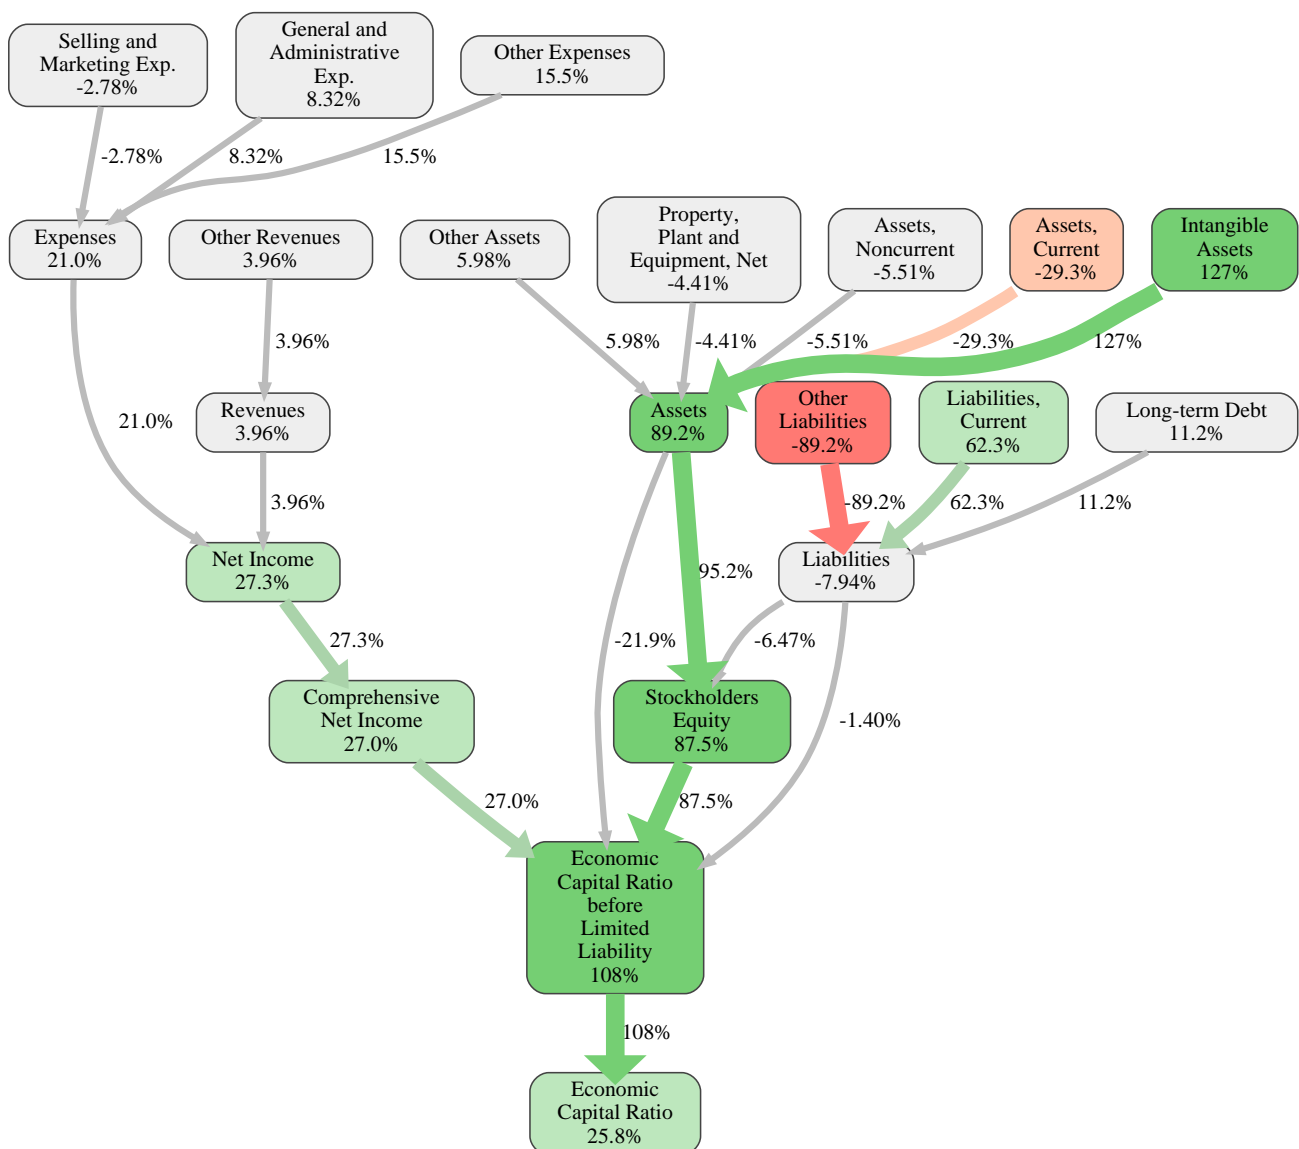 Selling and
Marketing Exp.
-2.78%
General and
Administrative
Exp.
8.32%
Other Expenses
15.5%
-2.78%
8.32%
15.5%
Expenses
21.0%
Other Revenues
3.96%
Other Assets
5.98%
Property,
Plant and
Equipment, Net
-4.41%
Assets,
Noncurrent
-5.51%
Assets,
Current
-29.3%
Intangible
Assets
127%
3.96%
5.98%
-4.41%
-5.51%
-29.3%
127%
21.0%
Revenues
3.96%
Assets
89.2%
Other
Liabilities
-89.2%
Liabilities,
Current
62.3%
Long-term Debt
11.2%
3.96%
-89.2%
62.3%
11.2%
Net Income
27.3%
95.2%
Liabilities
-7.94%
27.3%
-21.9%
-6.47%
Comprehensive
Net Income
27.0%
Stockholders
Equity
87.5%
-1.40%
27.0%
87.5%
Economic
Capital Ratio
before
Limited
Liability
108%
108%
Economic
Capital Ratio
25.8%